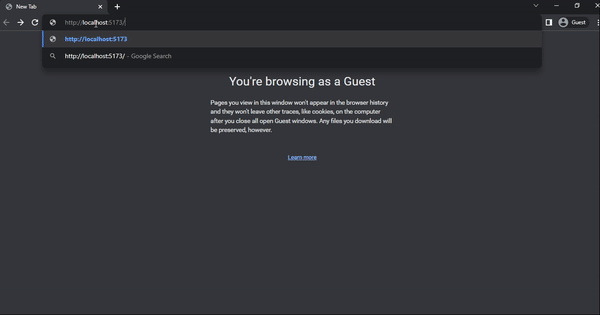 New Tab
http://localhost:5173/
Guest
http://localhost:5173
http://localhost:5173/ - Google Search
You're browsing as a Guest
Pages you view in this window won't appear in the browser history
and they won't leave other traces, like cookies, on the computer
after you close all open Guest windows. Any files you download will
be preserved, however.
Learn more